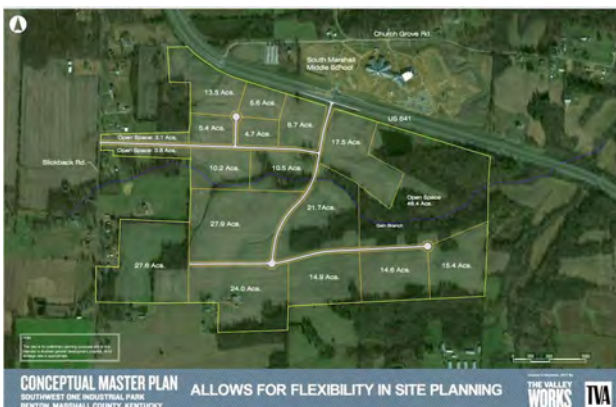 Church Grove Rd.
South Marshall
Middle School
US 641
13.5 Acs.
5.6 Acs.
5.4 Acs.
4.7 Acs.
6.7 Acs.
17.5 Acs.
Open Space: 3.1 Acs.
Open Space: 3.8 Acs.
Slickback Rd.
10.2 Acs.
10.5 Acs.
21.7 Acs.
Open Space
Gain Branch
27.9 Acs.
27.6 Acs.
24.0 Acs.
14.9 Acs.
14.6 Acs.
15.4 Acs.
CONCEPTUAL MASTER PLAN
SOUTHWEST ONE INDUSTRIAL PARK
BENTON, MARSHALL COUNTY, KENTUCKY
ALLOWS FOR FLEXIBILITY IN SITE PLANNING
THE VALLEY
WORKS
TVA